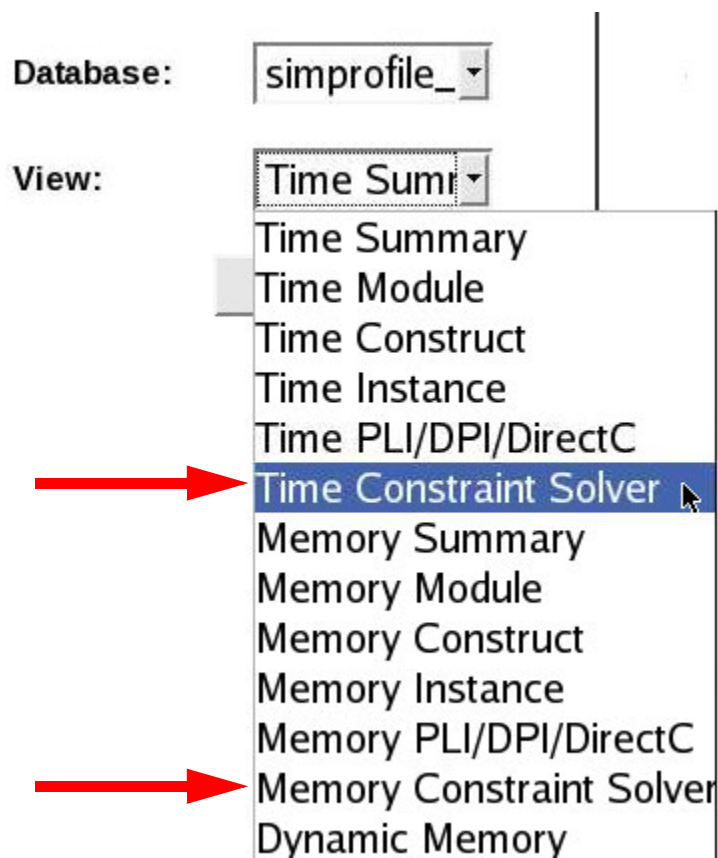 Database: simprofile_
View: Time Sumr
Time Summary
Time Module
Time Construct
Time Instance
Time PLI/DPI/DirectC
Time Constraint Solver
Memory Summary
Memory Module
Memory Construct
Memory Instance
Memory PLI/DPI/DirectC
Memory Constraint Solver
Dynamic Memory